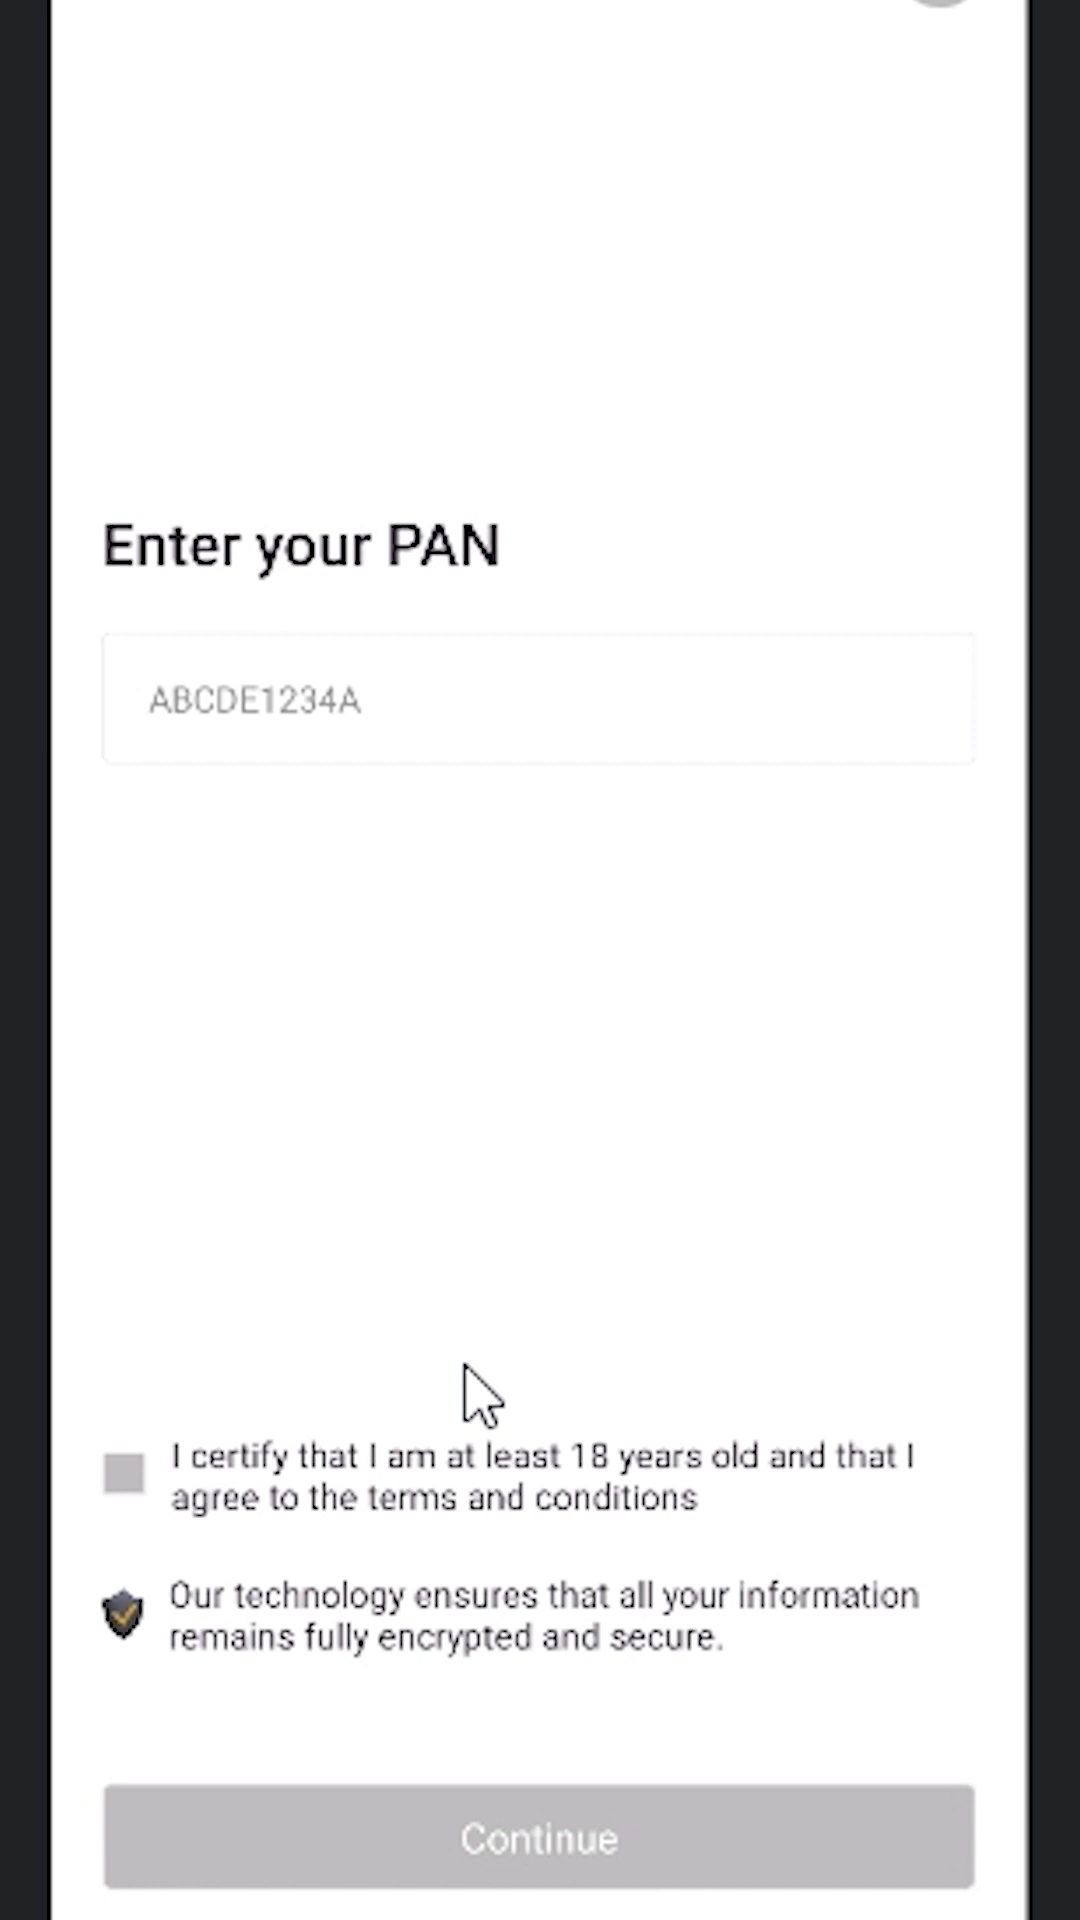 Enter your PAN
ABCDE1234A
I certify that I am at least 18 years old and that I
agree to the terms and conditions
Our technology ensures that all your information
remains fully encrypted and secure.
Continue